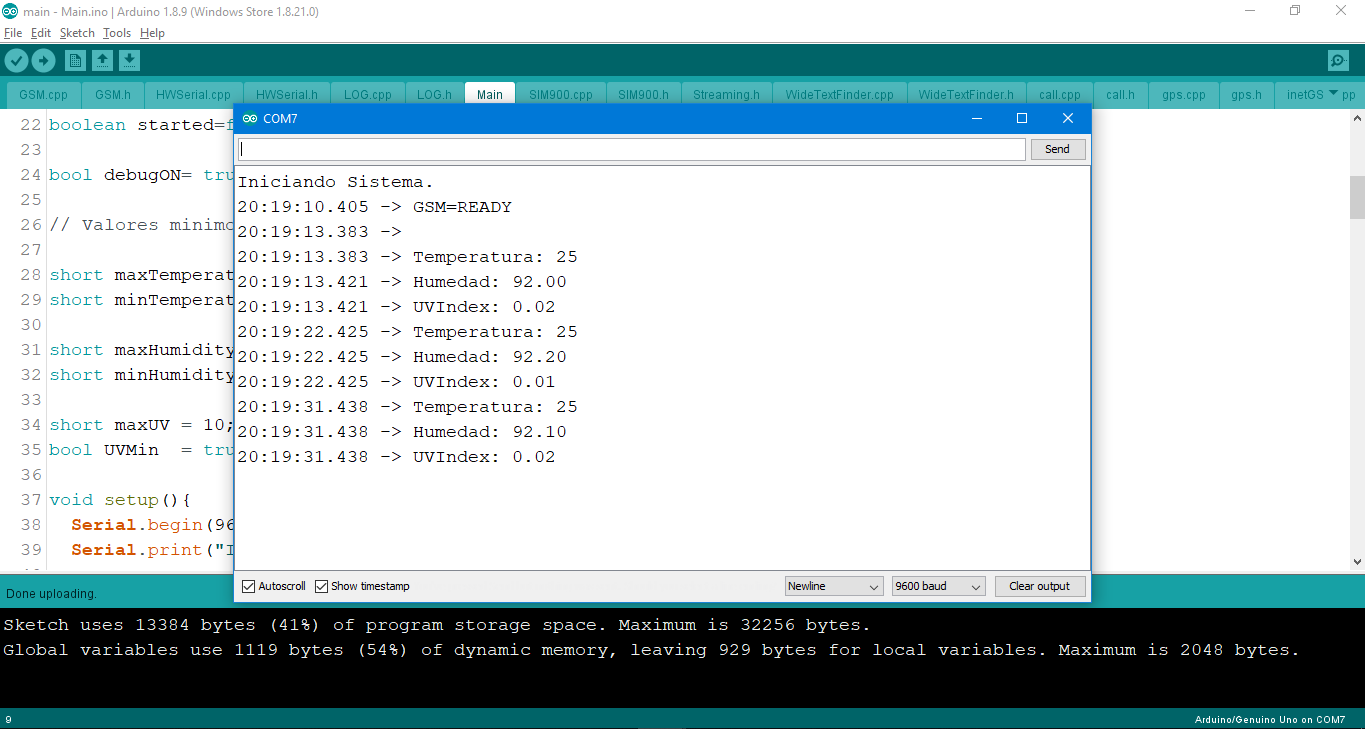 main - Main.ino | Arduino 1.8.9 (Windows Store 1.8.21.0)
File Edit Sketch Tools Help
GSM.cpp GSM.h HWSerial.cpp HWSerial.h LOG.cpp LOG.h Main SIM900.cpp SIM900.h Streaming.h WideTextFinder.cpp WideTextFinder.h call.cpp call.h gps.cpp gps.h inetGS pp
22 boolean started=f
23
24 bool debugON= tru
25
26 // Valores minimo
27
28 short maxTemperat
29 short minTemperat
30
31 short maxHumidity
32 short minHumidity
33
34 short maxUV = 10;
35 bool UVMin = tru
36
37 void setup(){
38 Serial.begin(96
39 Serial.print("I
COM7
Send
Iniciando Sistema.
20:19:10.405 -> GSM=READY
20:19:13.383 ->
20:19:13.383 -> Temperatura: 25
20:19:13.421 -> Humedad: 92.00
20:19:13.421 -> UVIndex: 0.02
20:19:22.425 -> Temperatura: 25
20:19:22.425 -> Humedad: 92.20
20:19:22.425 -> UVIndex: 0.01
20:19:31.438 -> Temperatura: 25
20:19:31.438 -> Humedad: 92.10
20:19:31.438 -> UVIndex: 0.02
Autoscroll Show timestamp Newline 9600 baud Clear output
Done uploading.
Sketch uses 13384 bytes (41%) of program storage space. Maximum is 32256 bytes.
Global variables use 1119 bytes (54%) of dynamic memory, leaving 929 bytes for local variables. Maximum is 2048 bytes.
9 Arduino/Genuino Uno on COM7